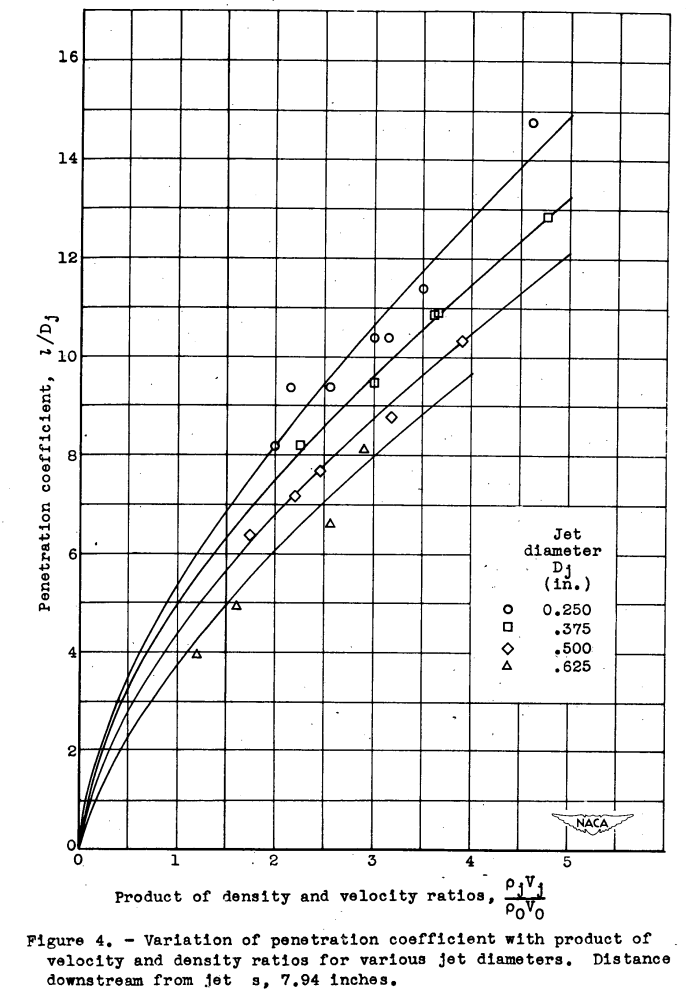 16
14
12
10
8
6
4
2
0
Penetration coefficient, l/Dj
0 1 2 3 4 5 6
Jet
diameter
Dj
(in.)
0.250
.375
.500
.625
NACA
Product of density and velocity ratios, ρjVj
ρ0V0
Figure 4. - Variation of penetration coefficient with product of
velocity and density ratios for various jet diameters. Distance
downstream from jet s, 7.94 inches.